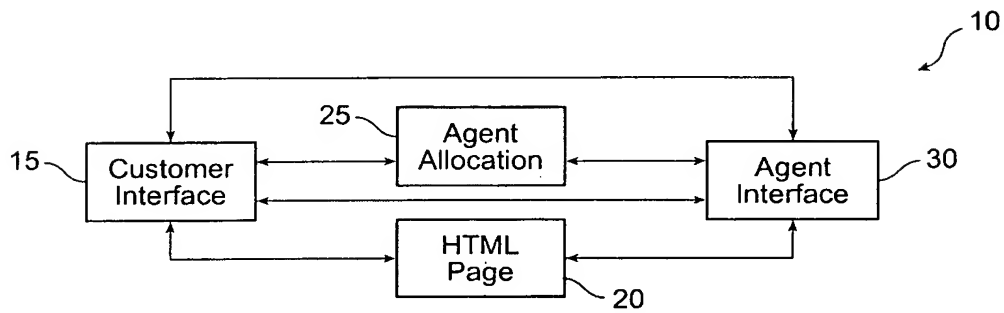 10
25
Agent
Allocation
15
Customer
Interface
Agent
Interface
30
HTML
Page
20